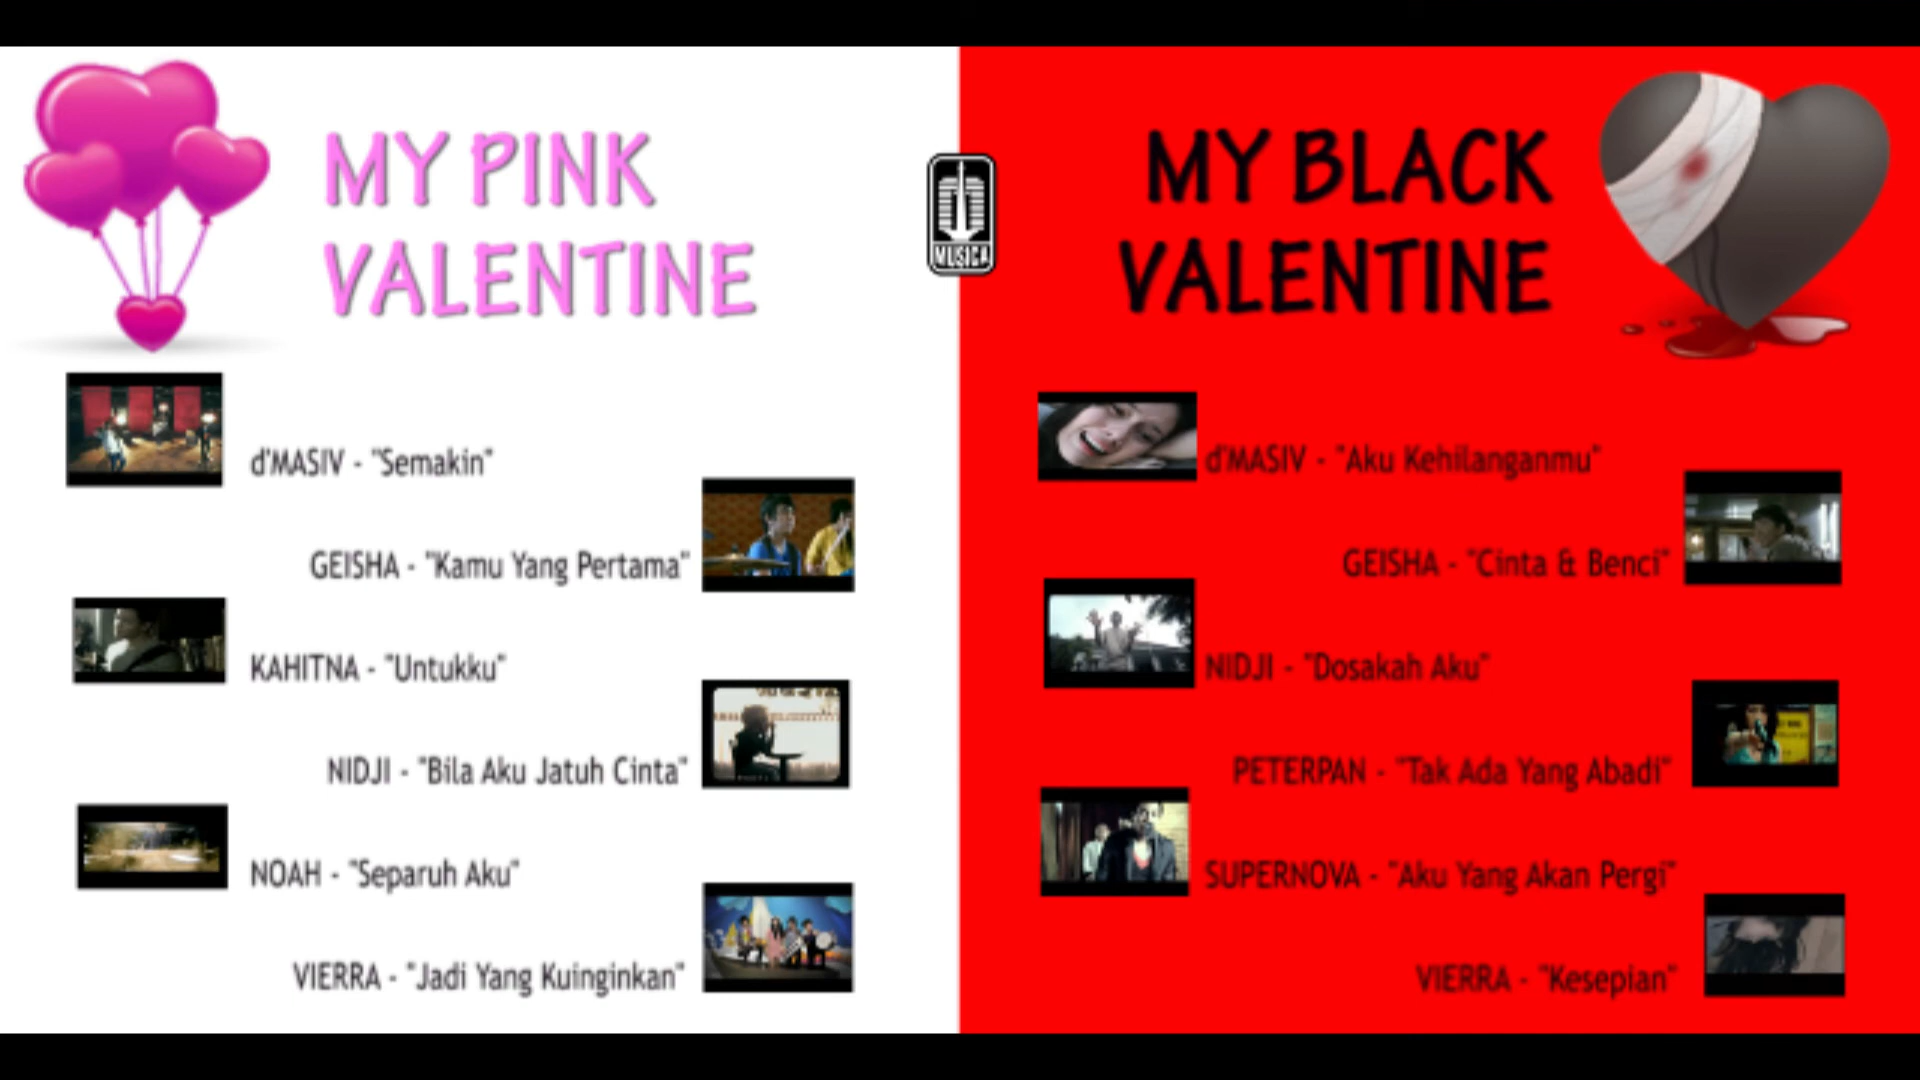 MY PINK
VALENTINE
d'MASIV - "Semakin"
GEISHA - "Kamu Yang Pertama"
KAHITNA - "Untukku"
NIDJI - "Bila Aku Jatuh Cinta"
NOAH - "Separuh Aku"
VIERRA - "Jadi Yang Kuinginkan"
MUSICA
MY BLACK
VALENTINE
d'MASIV - "Aku Kehilanganmu"
GEISHA - "Cinta & Benci"
NIDJI - "Dosakah Aku"
PETERPAN - "Tak Ada Yang Abadi"
SUPERNOVA - "Aku Yang Akan Pergi"
VIERRA - "Kesepian"